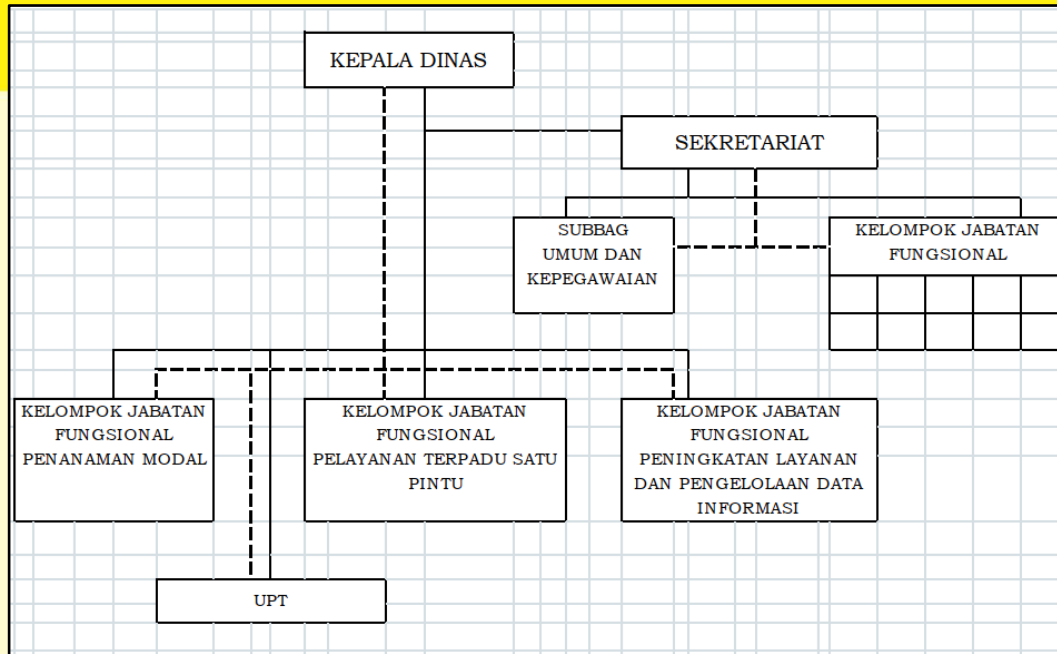 KEPALA DINAS
SEKRETARIAT
SUBBAG
UMUM DAN
KEPEGAWAIAN
KELOMPOK JABATAN
FUNGSIONAL
KELOMPOK JABATAN
FUNGSIONAL
PENANAMAN MODAL
KELOMPOK JABATAN
FUNGSIONAL
PELAYANAN TERPADU SATU
PINTU
KELOMPOK JABATAN
FUNGSIONAL
PENINGKATAN LAYANAN
DAN PENGELOLAAN DATA
INFORMASI
UPT